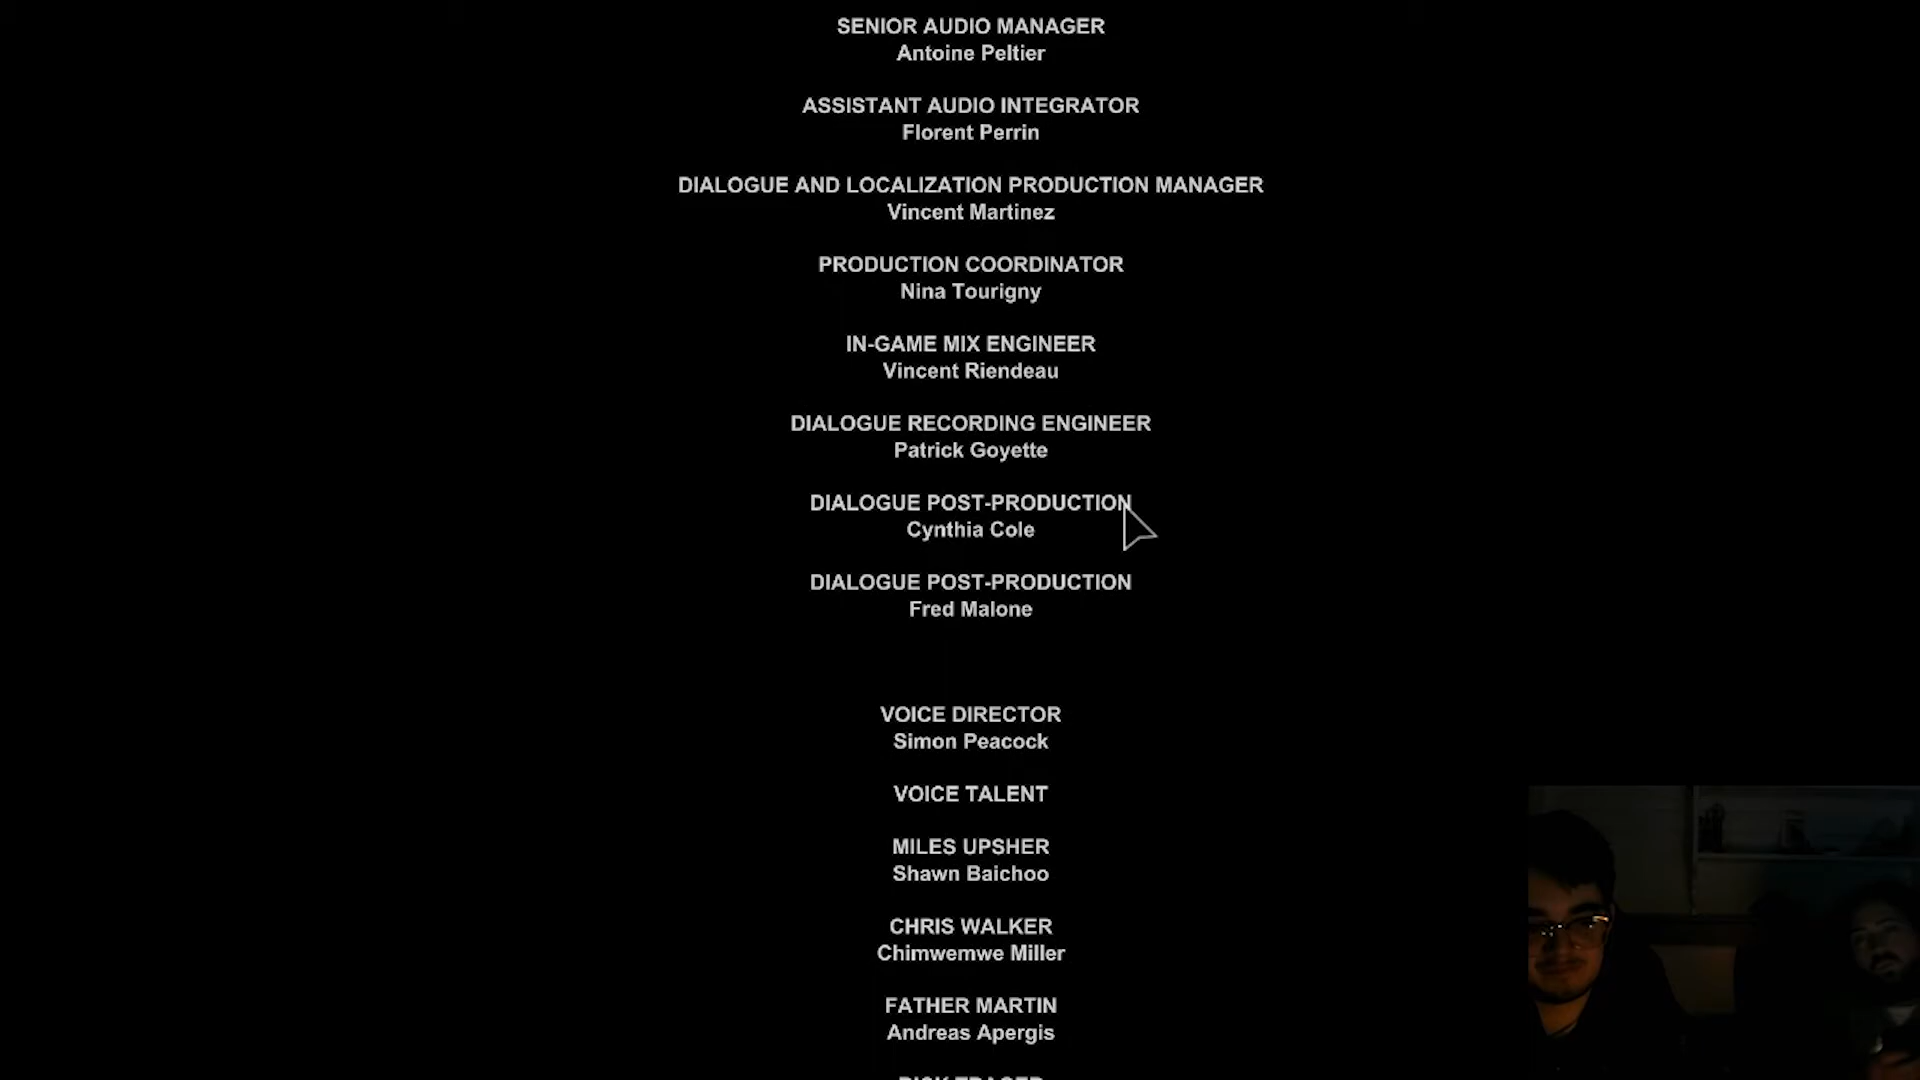 SENIOR AUDIO MANAGER
Antoine Peltier
ASSISTANT AUDIO INTEGRATOR
Florent Perrin
DIALOGUE AND LOCALIZATION PRODUCTION MANAGER
Vincent Martinez
PRODUCTION COORDINATOR
Nina Tourigny
IN-GAME MIX ENGINEER
Vincent Riendeau
DIALOGUE RECORDING ENGINEER
Patrick Goyette
DIALOGUE POST-PRODUCTION
Cynthia Cole
DIALOGUE POST-PRODUCTION
Fred Malone
VOICE DIRECTOR
Simon Peacock
VOICE TALENT
MILES UPSHER
Shawn Baichoo
CHRIS WALKER
Chimwemwe Miller
FATHER MARTIN
Andreas Apergis